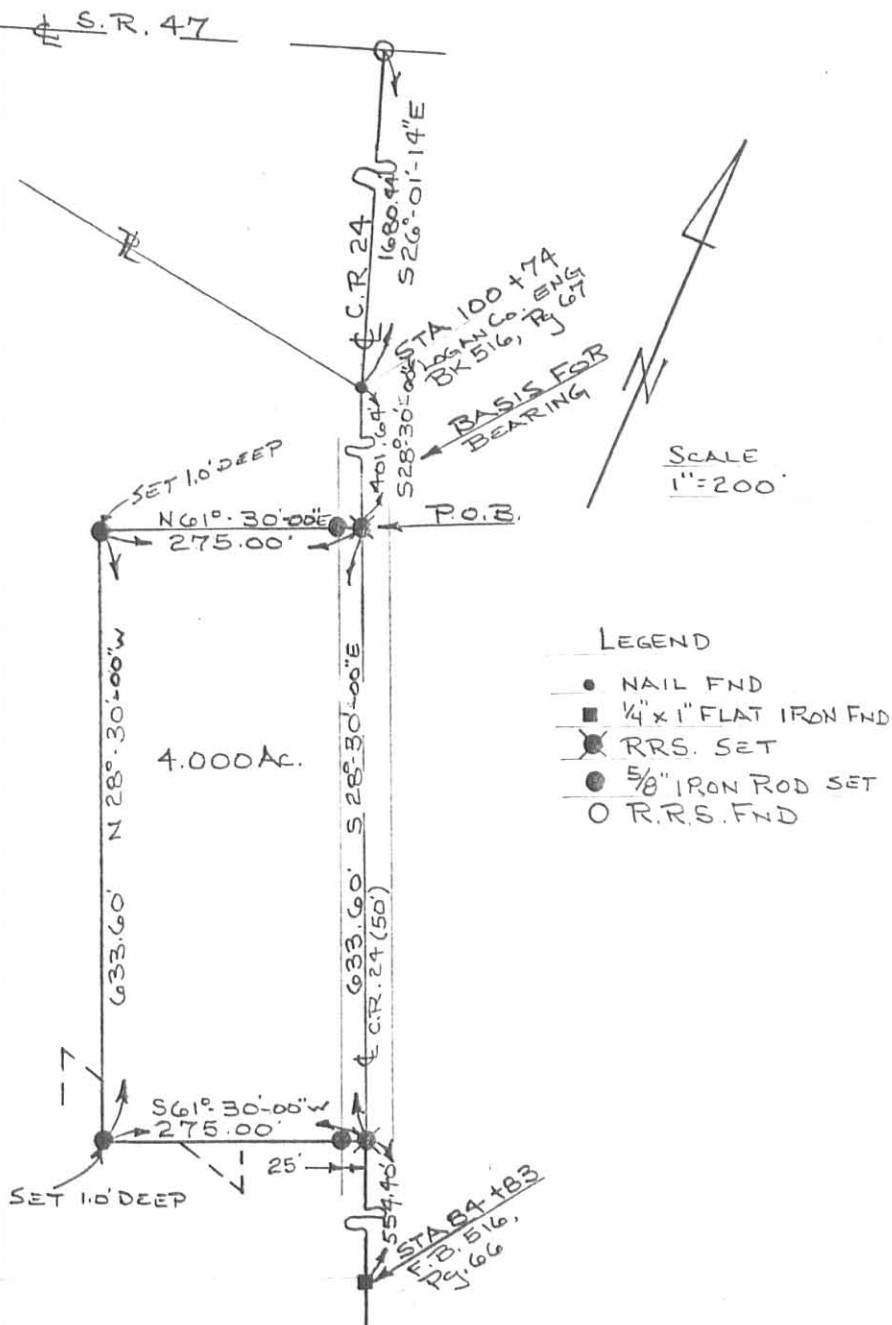 ℄ S.R. 47
C.R. 24
1680.44'
S26°-01'-14"E
℄
STA 100+74
LOGAN CO. ENG
BK 516, Pg 67
401.64'
S28°-30'-00"E
BASIS FOR
BEARING
N
SCALE
1"=200'
SET 1.0' DEEP
N61°-30'-00"E
275.00'
P.O.B.
LEGEND
NAIL FND
1/4" x 1" FLAT IRON FND
RRS. SET
5/8" IRON ROD SET
R.R.S. FND
N 28°-30'-00"W
633.60'
4.000 AC.
S 28°-30'-00"E
633.60'
℄ C.R. 24 (50')
S61°-30'-00"W
275.00'
25'
SET 1.0' DEEP
554.40'
STA 84+83
F.B. 516,
Pg. 66